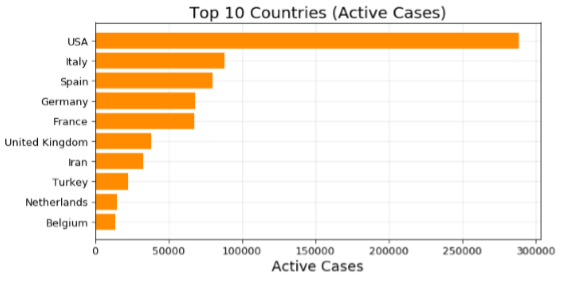 Top 10 Countries (Active Cases)
USA
Italy
Spain
Germany
France
United Kingdom
Iran
Turkey
Netherlands
Belgium
0 50000 100000 150000 200000 250000 300000
Active Cases